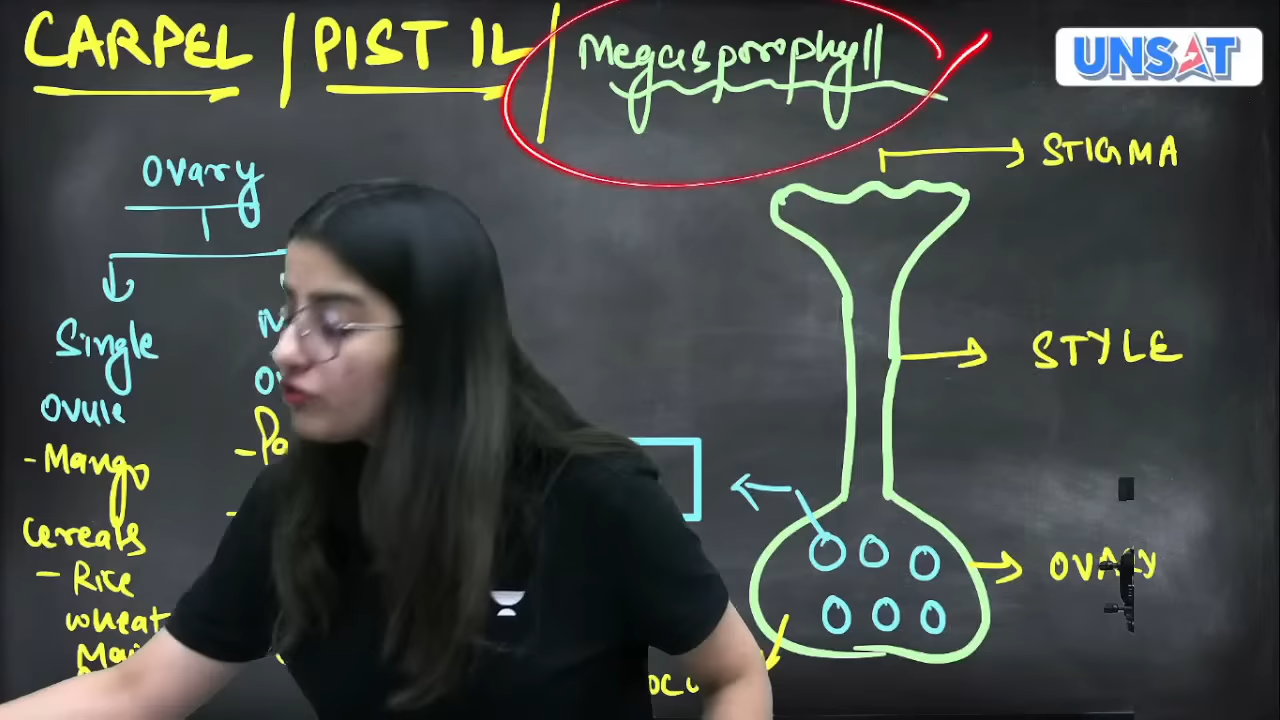 CARPEL / PISTIL / Megasporophyll
UNSAT
STIGMA
Ovary
Single
Ovule
STYLE
- Mango
Cereals
- Rice
wheat
OVARY